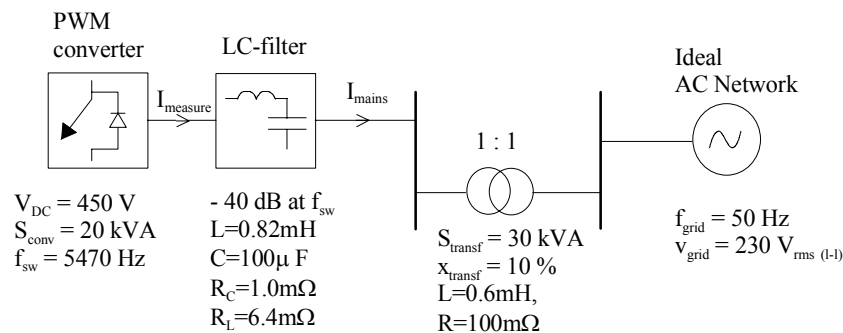 PWM
converter
LC-filter
Ideal
AC Network
I_measure
I_mains
1 : 1
V_DC = 450 V
S_conv = 20 kVA
f_sw = 5470 Hz
- 40 dB at f_sw
L=0.82mH
C=100μ F
R_C=1.0mΩ
R_L=6.4mΩ
S_transf = 30 kVA
x_transf = 10 %
L=0.6mH,
R=100mΩ
f_grid = 50 Hz
v_grid = 230 V_rms (l-l)